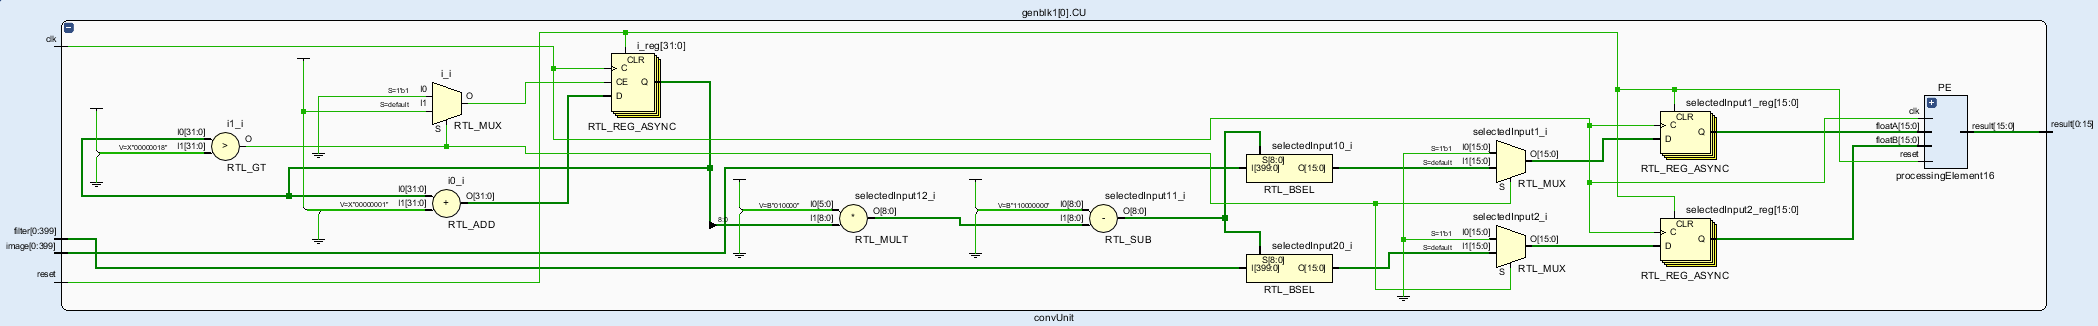 genblk1[0].CU
clk
i_reg[31:0]
CLR
C
CE
Q
D
RTL_REG_ASYNC
i_i
S=1'b1
I0
S=default
I1
O
S
RTL_MUX
i1_i
I0[31:0]
V=X"00000018"
I1[31:0]
>
O
RTL_GT
i0_i
I0[31:0]
V=X"00000001"
I1[31:0]
+
O[31:0]
RTL_ADD
filter[0:399]
image[0:399]
reset
8:0
selectedInput12_i
V=B"010000"
I0[5:0]
I1[8:0]
*
O[8:0]
RTL_MULT
selectedInput11_i
V=B"110000000"
I0[8:0]
I1[8:0]
-
O[8:0]
RTL_SUB
selectedInput10_i
S[8:0]
I[399:0]
O[15:0]
RTL_BSEL
selectedInput20_i
S[8:0]
I[399:0]
O[15:0]
RTL_BSEL
selectedInput1_i
S=1'b1
I0[15:0]
S=default
I1[15:0]
O[15:0]
S
RTL_MUX
selectedInput2_i
S=1'b1
I0[15:0]
S=default
I1[15:0]
O[15:0]
S
RTL_MUX
selectedInput1_reg[15:0]
CLR
C
Q
D
RTL_REG_ASYNC
selectedInput2_reg[15:0]
CLR
C
Q
D
RTL_REG_ASYNC
PE
clk
floatA[15:0]
floatB[15:0]
reset
result[15:0]
processingElement16
result[0:15]
convUnit